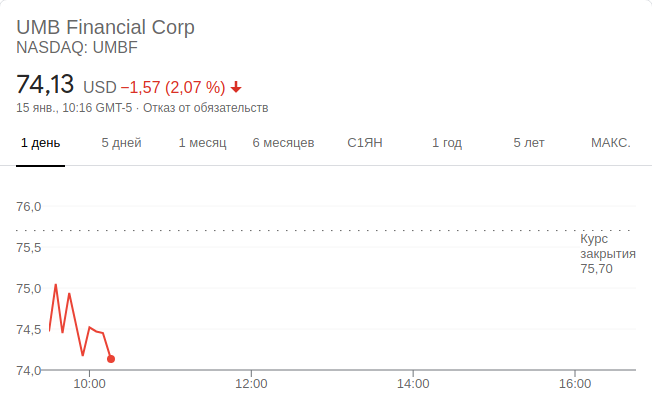 UMB Financial Corp
NASDAQ: UMBF
74,13 USD −1,57 (2,07 %)
15 янв., 10:16 GMT-5 · Отказ от обязательств
1 день 5 дней 1 месяц 6 месяцев С1ЯН 1 год 5 лет МАКС.
76,0
75,5
75,0
74,5
74,0
Курс
закрытия
75,70
10:00 12:00 14:00 16:00